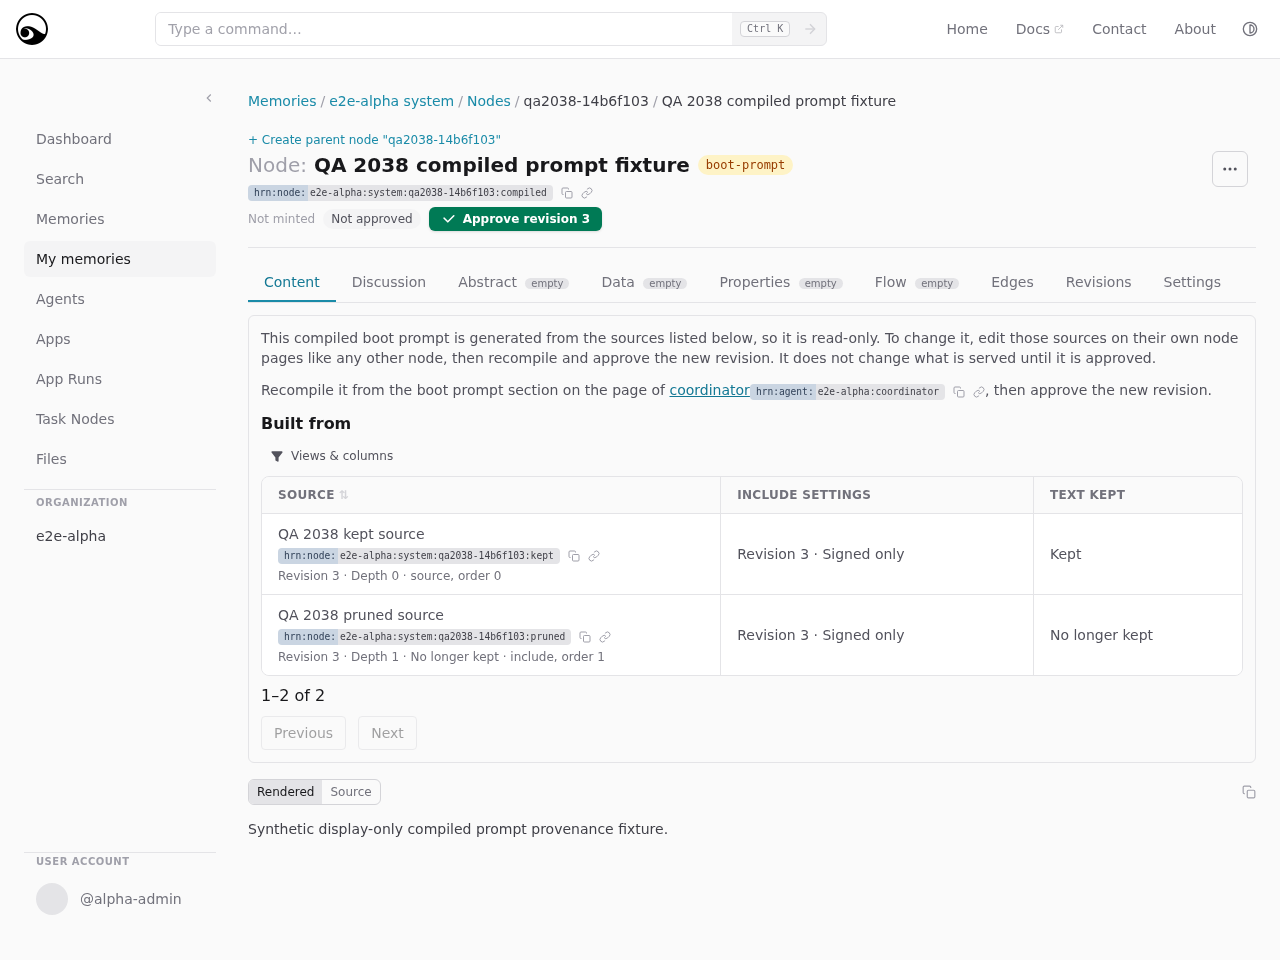 Type a command...
Ctrl K
Home
Docs
Contact
About
Memories / e2e-alpha system / Nodes / qa2038-14b6f103 / QA 2038 compiled prompt fixture
+ Create parent node "qa2038-14b6f103"
Node: QA 2038 compiled prompt fixture boot-prompt
hrn:node: e2e-alpha:system:qa2038-14b6f103:compiled
Not minted Not approved Approve revision 3
Dashboard
Search
Memories
My memories
Agents
Apps
App Runs
Task Nodes
Files
ORGANIZATION
e2e-alpha
USER ACCOUNT
@alpha-admin
Content
Discussion
Abstract empty
Data empty
Properties empty
Flow empty
Edges
Revisions
Settings
This compiled boot prompt is generated from the sources listed below, so it is read-only. To change it, edit those sources on their own node
pages like any other node, then recompile and approve the new revision. It does not change what is served until it is approved.
Recompile it from the boot prompt section on the page of coordinator hrn:agent: e2e-alpha:coordinator , then approve the new revision.
Built from
Views & columns
SOURCE
INCLUDE SETTINGS
TEXT KEPT
QA 2038 kept source
hrn:node: e2e-alpha:system:qa2038-14b6f103:kept
Revision 3 · Depth 0 · source, order 0
Revision 3 · Signed only
Kept
QA 2038 pruned source
hrn:node: e2e-alpha:system:qa2038-14b6f103:pruned
Revision 3 · Depth 1 · No longer kept · include, order 1
Revision 3 · Signed only
No longer kept
1–2 of 2
Previous
Next
Rendered
Source
Synthetic display-only compiled prompt provenance fixture.